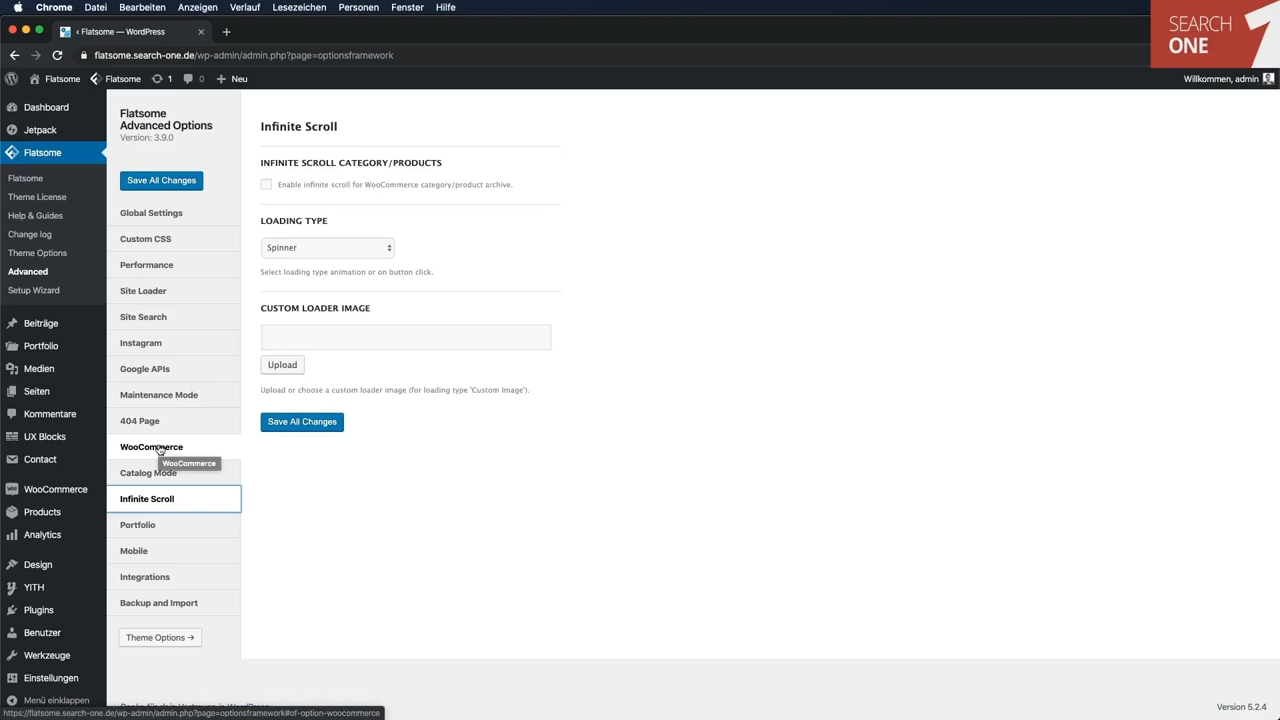 Chrome Datei Bearbeiten Anzeigen Verlauf Lesezeichen Personen Fenster Hilfe
SEARCH
ONE
1
‹ Flatsome — WordPress
flatsome.search-one.de/wp-admin/admin.php?page=optionsframework
Flatsome Flatsome 1 0 Neu
Willkommen, admin
Dashboard
Jetpack
Flatsome
Flatsome
Theme License
Help & Guides
Change log
Theme Options
Advanced
Setup Wizard
Beiträge
Portfolio
Medien
Seiten
Kommentare
UX Blocks
Contact
WooCommerce
Products
Analytics
Design
YITH
Plugins
Benutzer
Werkzeuge
Einstellungen
Menü einklappen
Flatsome
Advanced Options
Version: 3.9.0
Save All Changes
Global Settings
Custom CSS
Performance
Site Loader
Site Search
Instagram
Google APIs
Maintenance Mode
404 Page
WooCommerce
WooCommerce
Catalog Mode
Infinite Scroll
Portfolio
Mobile
Integrations
Backup and Import
Theme Options →
Infinite Scroll
INFINITE SCROLL CATEGORY/PRODUCTS
Enable infinite scroll for WooCommerce category/product archive.
LOADING TYPE
Spinner
Select loading type animation or on button click.
CUSTOM LOADER IMAGE
Upload
Upload or choose a custom loader image (for loading type 'Custom Image').
Save All Changes
https://flatsome.search-one.de/wp-admin/admin.php?page=optionsframework#of-option-woocommerce
Version 5.2.4